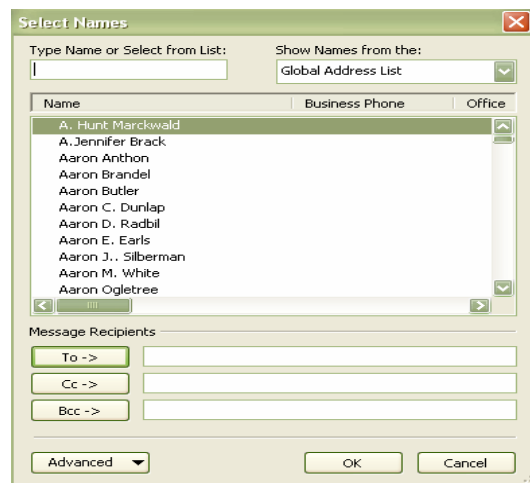 Select Names
Type Name or Select from List: Show Names from the:
Global Address List
Name Business Phone Office
A. Hunt Marckwald
A.Jennifer Brack
Aaron Anthon
Aaron Brandel
Aaron Butler
Aaron C. Dunlap
Aaron D. Radbil
Aaron E. Earls
Aaron J.. Silberman
Aaron M. White
Aaron Ogletree
Message Recipients
To ->
Cc ->
Bcc ->
Advanced OK Cancel